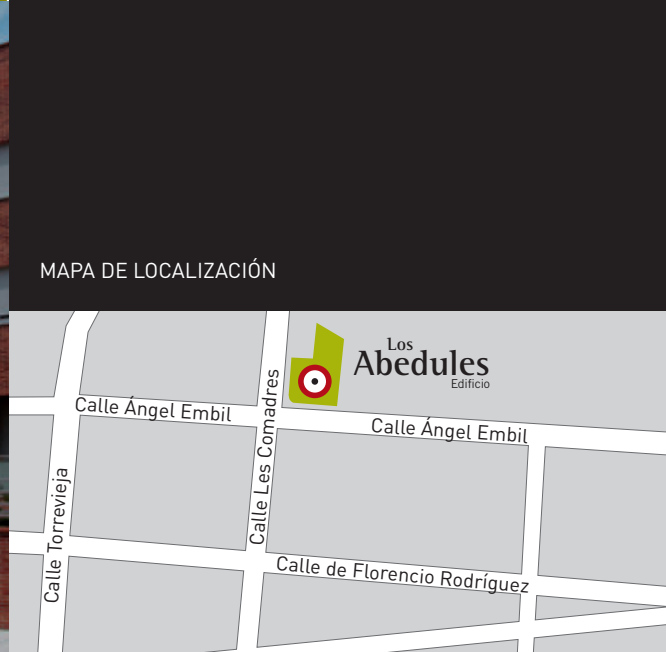 MAPA DE LOCALIZACIÓN
Los
Abedules
Edificio
Calle Ángel Embil
Calle Ángel Embil
Calle Les Comadres
Calle Torrevieja
Calle de Florencio Rodríguez